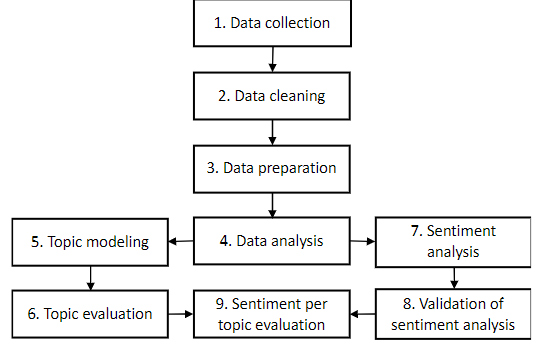 1. Data collection
2. Data cleaning
3. Data preparation
4. Data analysis
5. Topic modeling
7. Sentiment
analysis
6. Topic evaluation
9. Sentiment per
topic evaluation
8. Validation of
sentiment analysis